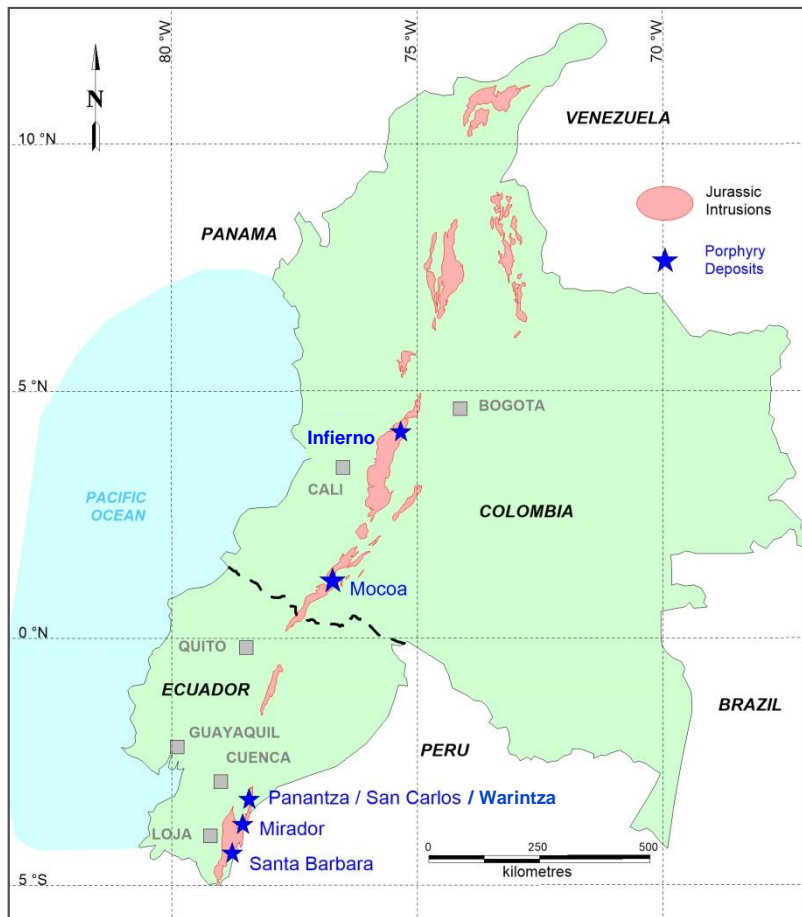 80 °W
75 °W
70 °W
N
VENEZUELA
10 °N
Jurassic
Intrusions
PANAMA
Porphyry
Deposits
5 °N
BOGOTA
Infierno
CALI
PACIFIC
OCEAN
COLOMBIA
Mocoa
0 °N
QUITO
ECUADOR
BRAZIL
GUAYAQUIL
PERU
CUENCA
Panantza / San Carlos / Warintza
Mirador
LOJA
Santa Barbara
0 250 500
kilometres
5 °S